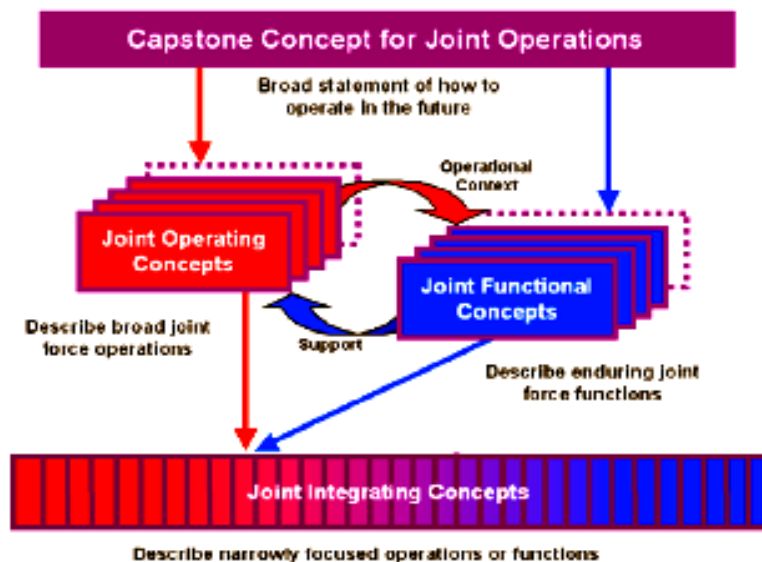 Capstone Concept for Joint Operations
Broad statement of how to
operate in the future
Operational
Context
Joint Operating
Concepts
Joint Functional
Concepts
Describe broad joint
force operations
Support
Describe enduring joint
force functions
Joint Integrating Concepts
Describe narrowly focused operations or functions